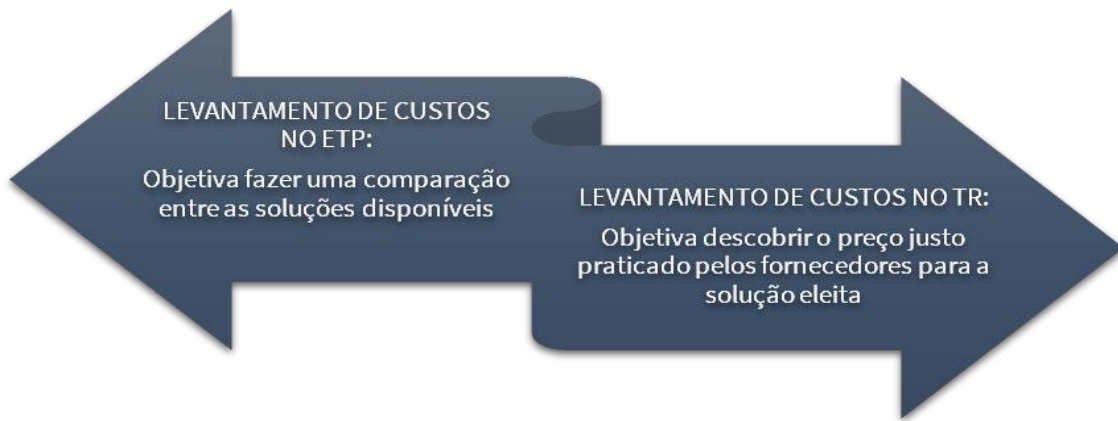 LEVANTAMENTO DE CUSTOS
NO ETP:
Objetiva fazer uma comparação
entre as soluções disponíveis
LEVANTAMENTO DE CUSTOS NO TR:
Objetiva descobrir o preço justo
praticado pelos fornecedores para a
solução eleita